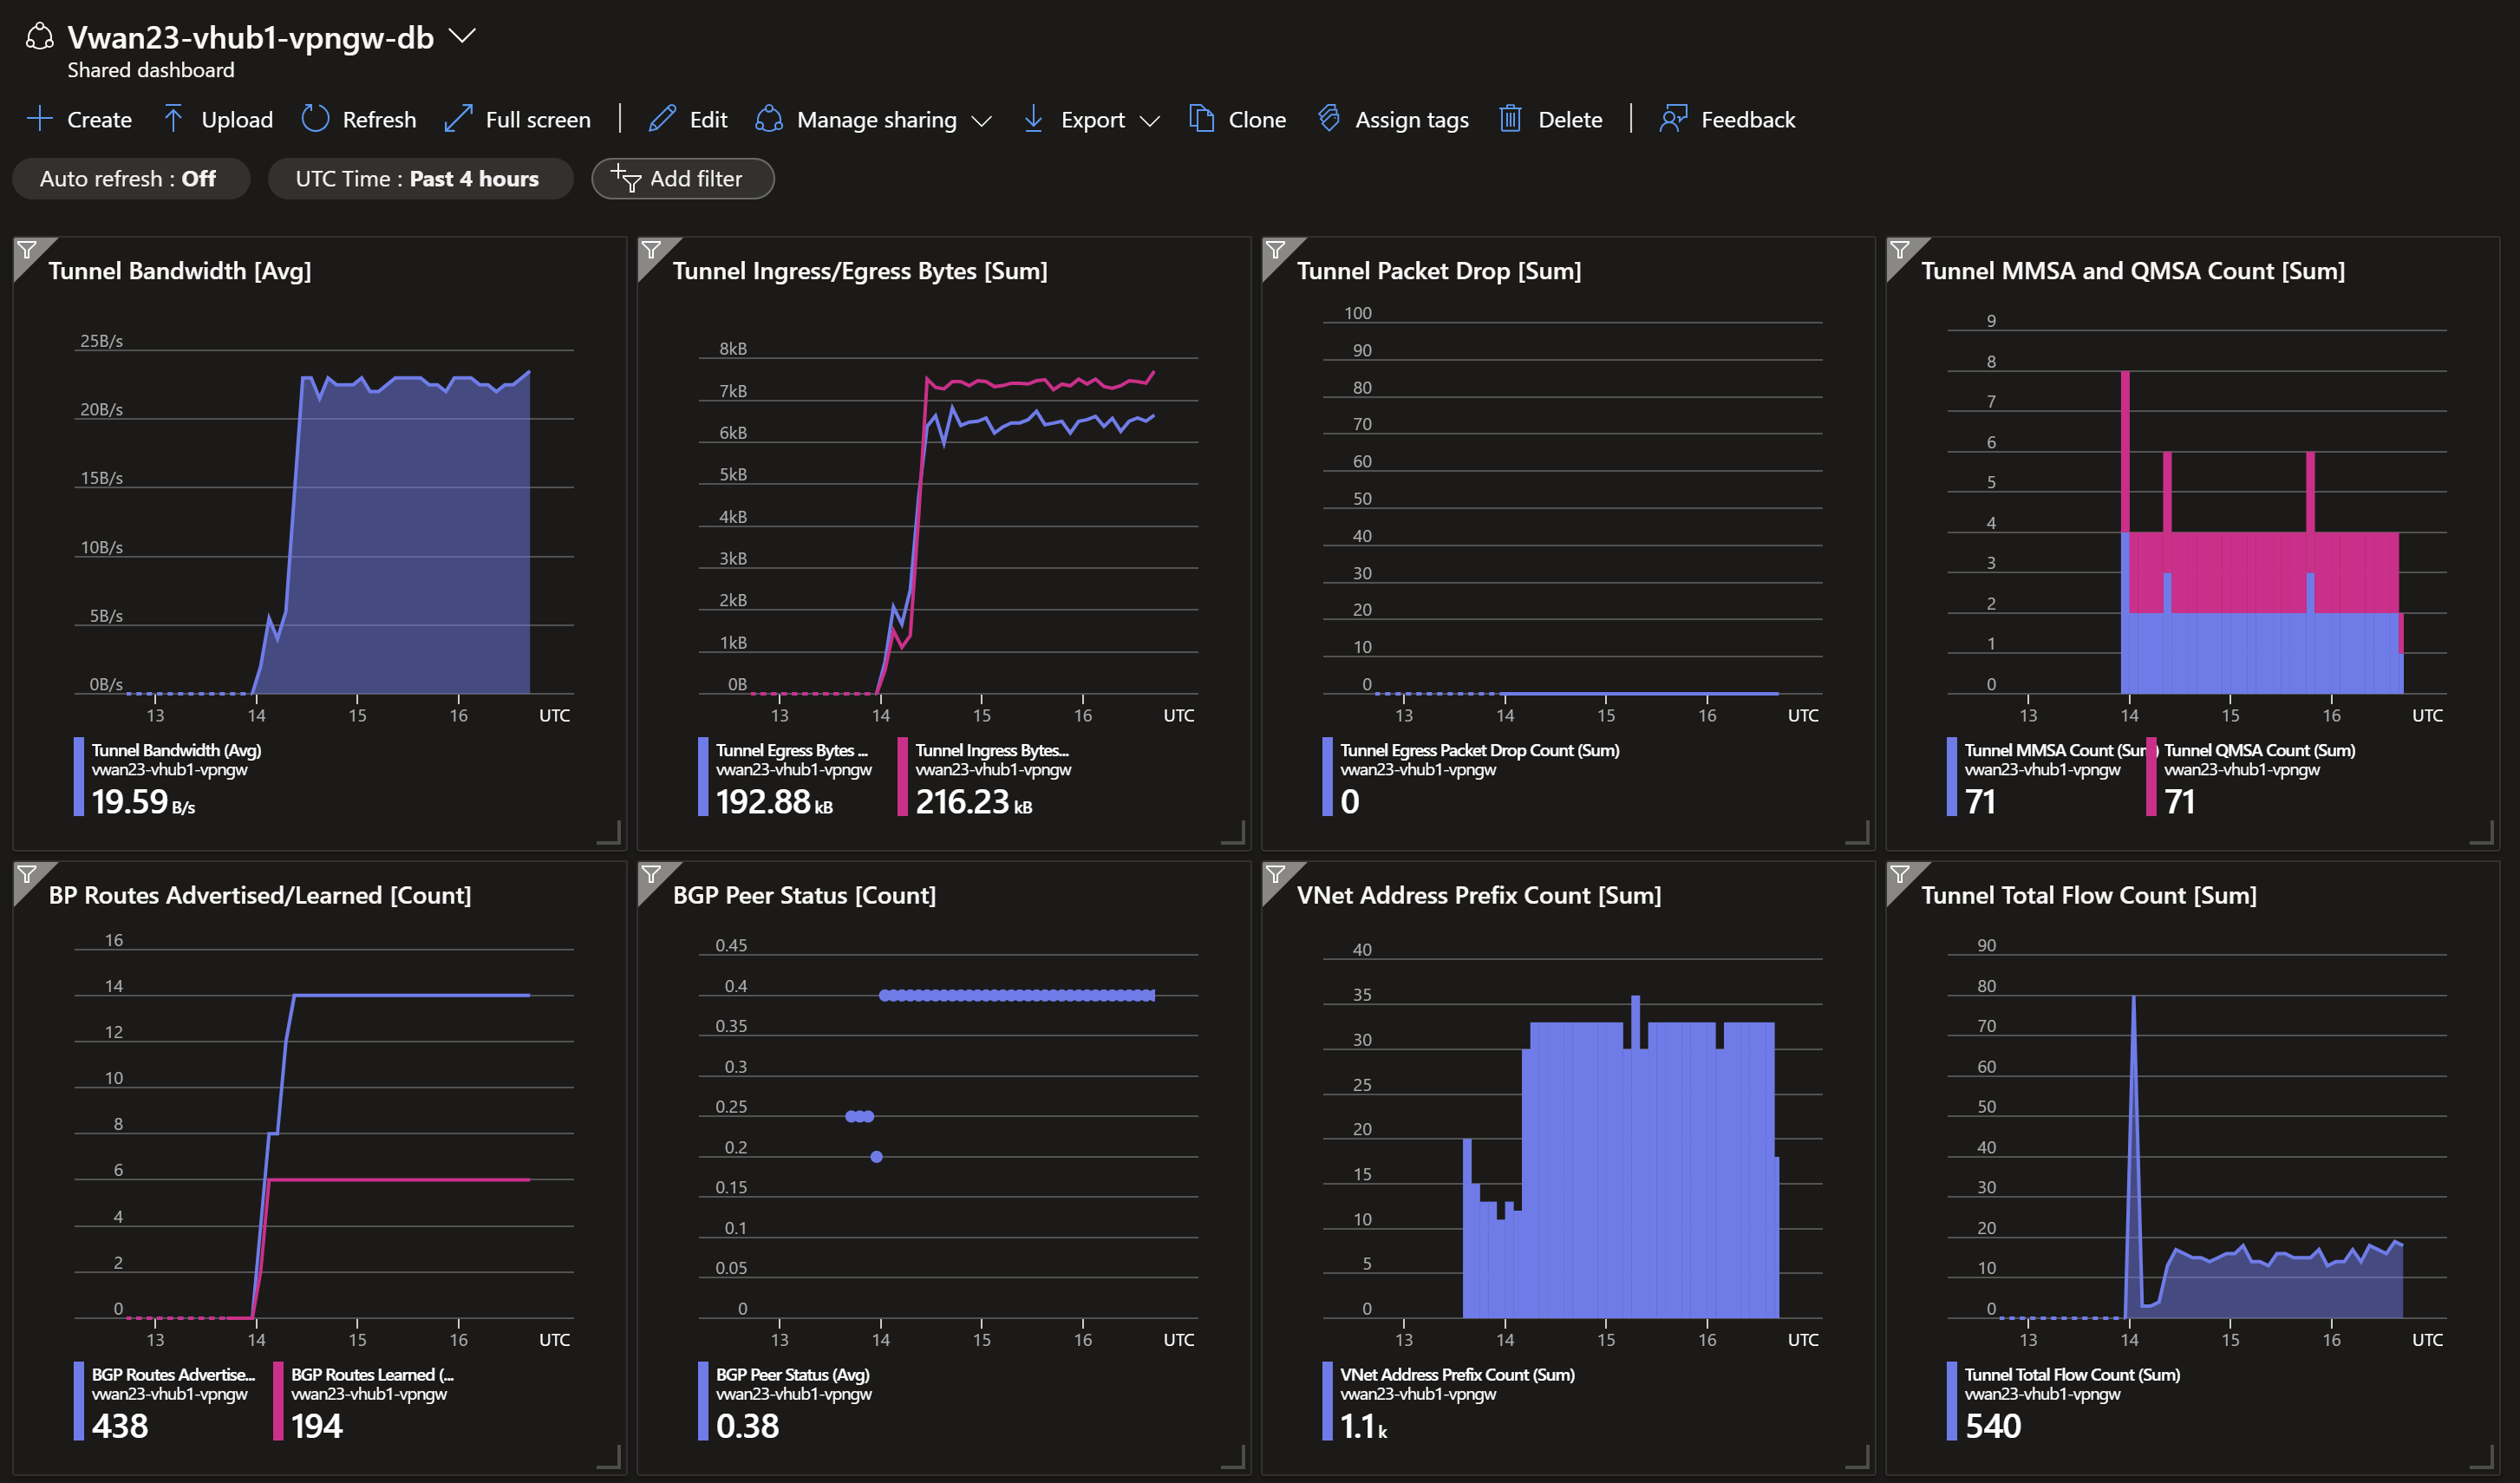 Vwan23-vhub1-vpngw-db
Shared dashboard
Create Upload Refresh Full screen Edit Manage sharing Export Clone Assign tags Delete Feedback
Auto refresh : Off UTC Time : Past 4 hours Add filter
Tunnel Bandwidth [Avg]
25B/s
20B/s
15B/s
10B/s
5B/s
0B/s
13 14 15 16 UTC
Tunnel Bandwidth (Avg)
vwan23-vhub1-vpngw
19.59 B/s
Tunnel Ingress/Egress Bytes [Sum]
8kB
7kB
6kB
5kB
4kB
3kB
2kB
1kB
0B
13 14 15 16 UTC
Tunnel Egress Bytes ...
vwan23-vhub1-vpngw
192.88 kB
Tunnel Ingress Bytes...
vwan23-vhub1-vpngw
216.23 kB
Tunnel Packet Drop [Sum]
100
90
80
70
60
50
40
30
20
10
0
13 14 15 16 UTC
Tunnel Egress Packet Drop Count (Sum)
vwan23-vhub1-vpngw
0
Tunnel MMSA and QMSA Count [Sum]
9
8
7
6
5
4
3
2
1
0
13 14 15 16 UTC
Tunnel MMSA Count (Sum)
vwan23-vhub1-vpngw
71
Tunnel QMSA Count (Sum)
vwan23-vhub1-vpngw
71
BP Routes Advertised/Learned [Count]
16
14
12
10
8
6
4
2
0
13 14 15 16 UTC
BGP Routes Advertise...
vwan23-vhub1-vpngw
438
BGP Routes Learned (...
vwan23-vhub1-vpngw
194
BGP Peer Status [Count]
0.45
0.4
0.35
0.3
0.25
0.2
0.15
0.1
0.05
0
13 14 15 16 UTC
BGP Peer Status (Avg)
vwan23-vhub1-vpngw
0.38
VNet Address Prefix Count [Sum]
40
35
30
25
20
15
10
5
0
13 14 15 16 UTC
VNet Address Prefix Count (Sum)
vwan23-vhub1-vpngw
1.1 k
Tunnel Total Flow Count [Sum]
90
80
70
60
50
40
30
20
10
0
13 14 15 16 UTC
Tunnel Total Flow Count (Sum)
vwan23-vhub1-vpngw
540